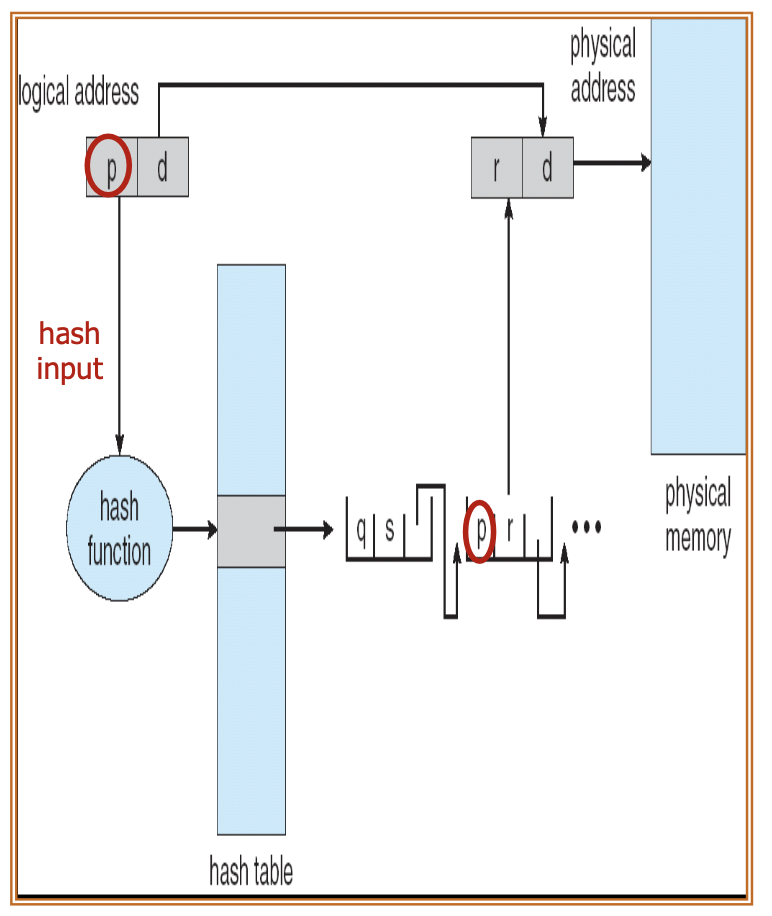 physical
address
logical address
p d
r d
hash
input
hash
function
q s
p r
•••
physical
memory
hash table